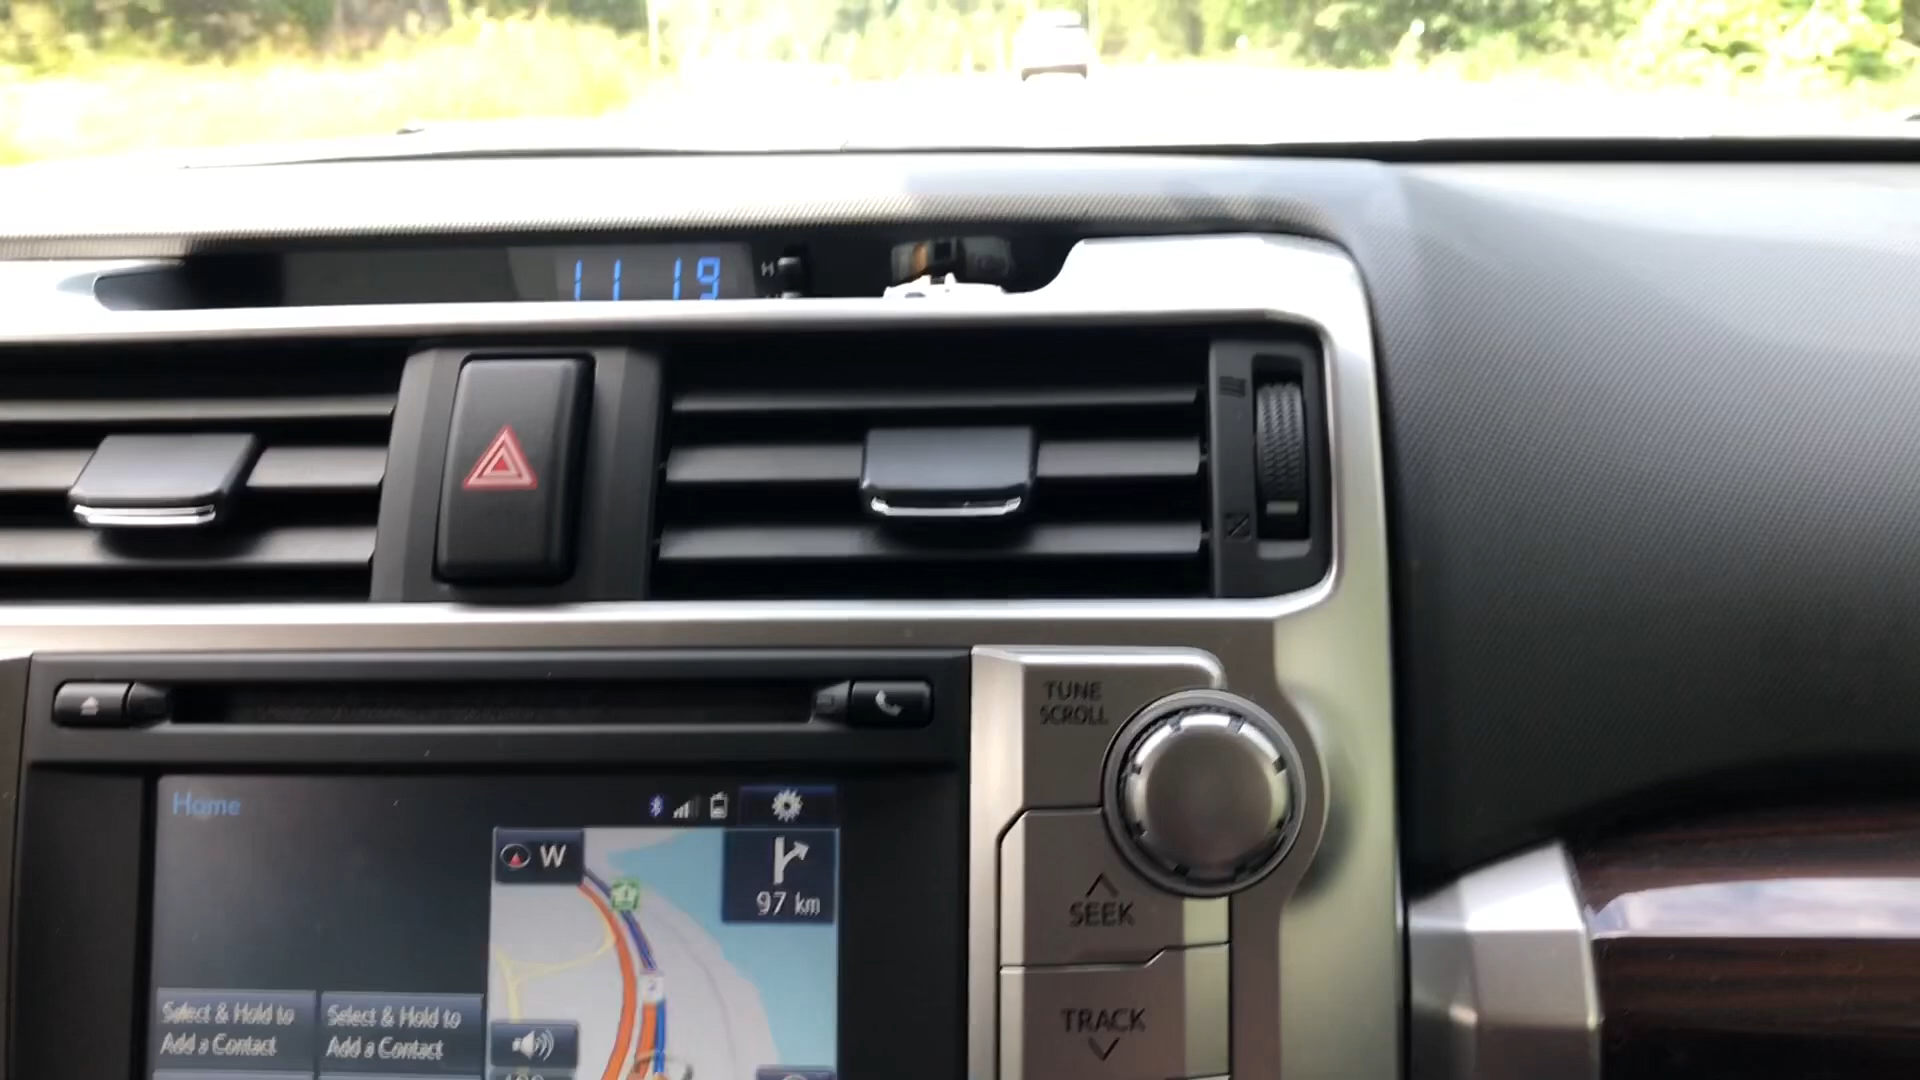 11 19
H
TUNE
SCROLL
Home
W
97 km
SEEK
Select & Hold to
Add a Contact
Select & Hold to
Add a Contact
TRACK